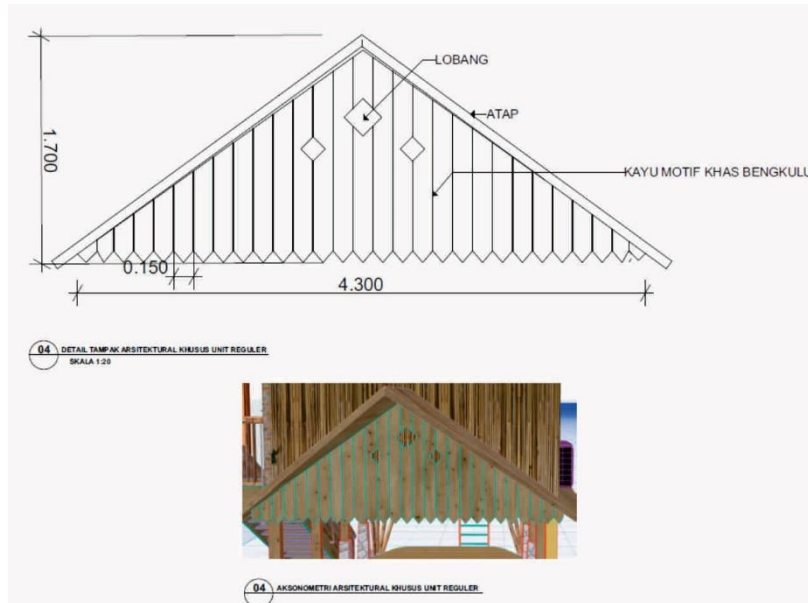 LOBANG
ATAP
1.700
KAYU MOTIF KHAS BENGKULU
0.150
4.300
04 DETAIL TAMPAK ARSITEKTURAL KHUSUS UNIT REGULER
SKALA 1:20
04 AKSONOMETRI ARSITEKTURAL KHUSUS UNIT REGULER